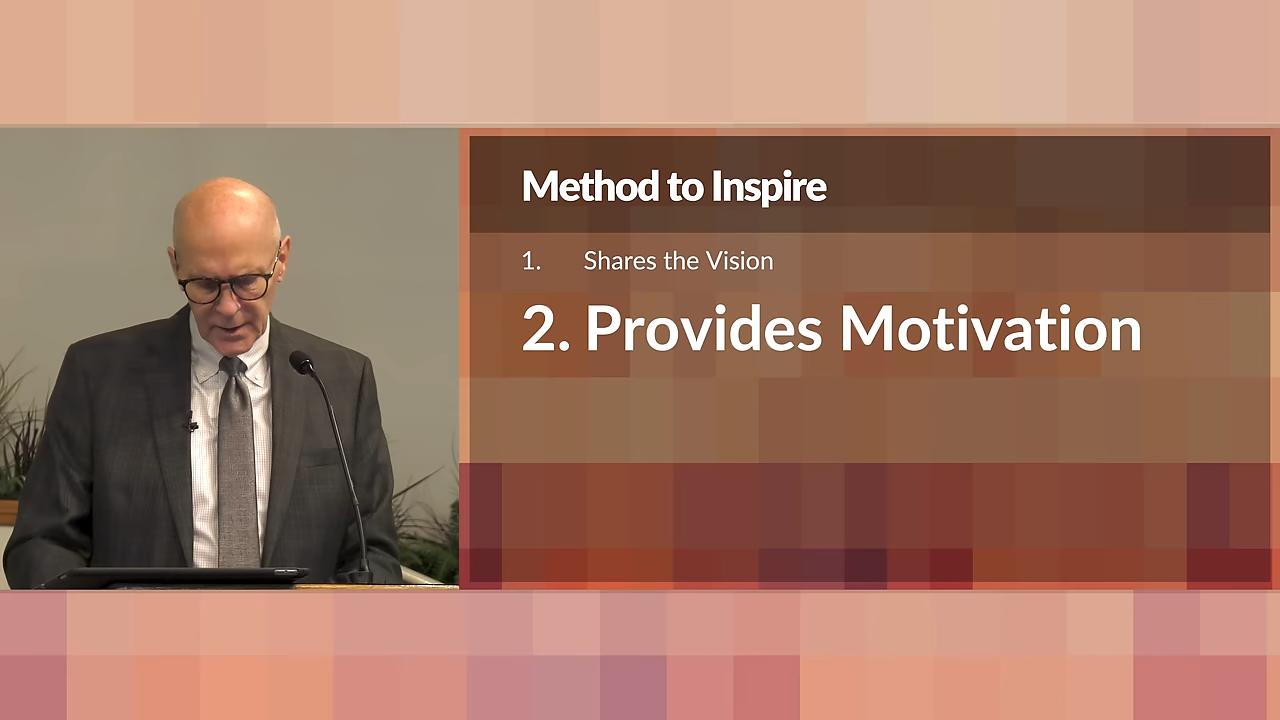 Method to Inspire
1. Shares the Vision
2. Provides Motivation